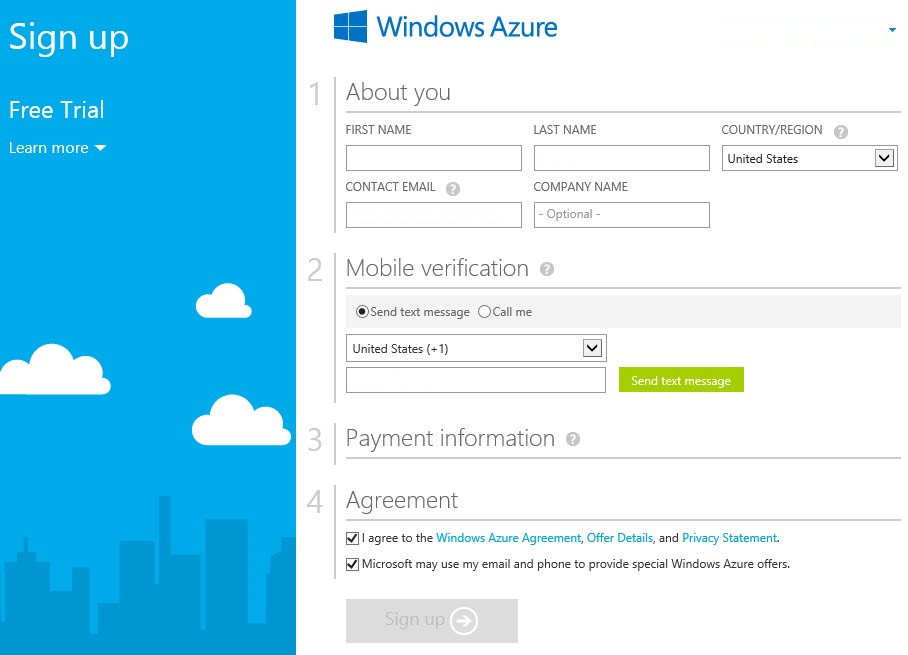 Sign up
Free Trial
Learn more
Windows Azure
1 About you
FIRST NAME LAST NAME COUNTRY/REGION ?
United States
CONTACT EMAIL ? COMPANY NAME
- Optional -
2 Mobile verification ?
Send text message Call me
United States (+1)
Send text message
3 Payment information ?
4 Agreement
I agree to the Windows Azure Agreement, Offer Details, and Privacy Statement.
Microsoft may use my email and phone to provide special Windows Azure offers.
Sign up